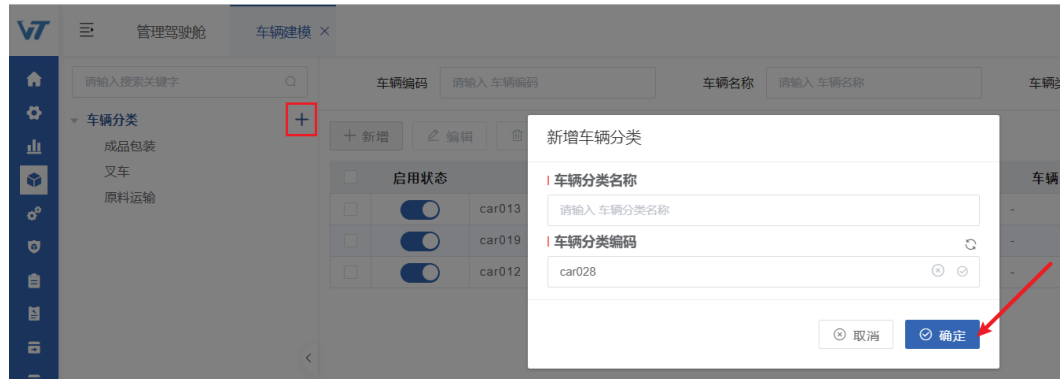 VT
管理驾驶舱
车辆建模 ×
请输入搜索关键字
车辆分类
成品包装
叉车
原料运输
车辆编码 请输入 车辆编码
车辆名称 请输入 车辆名称
车辆
新增
编辑
启用状态
车辆
car013
-
car019
-
car012
-
新增车辆分类
车辆分类名称
请输入 车辆分类名称
车辆分类编码
car028
取消
确定